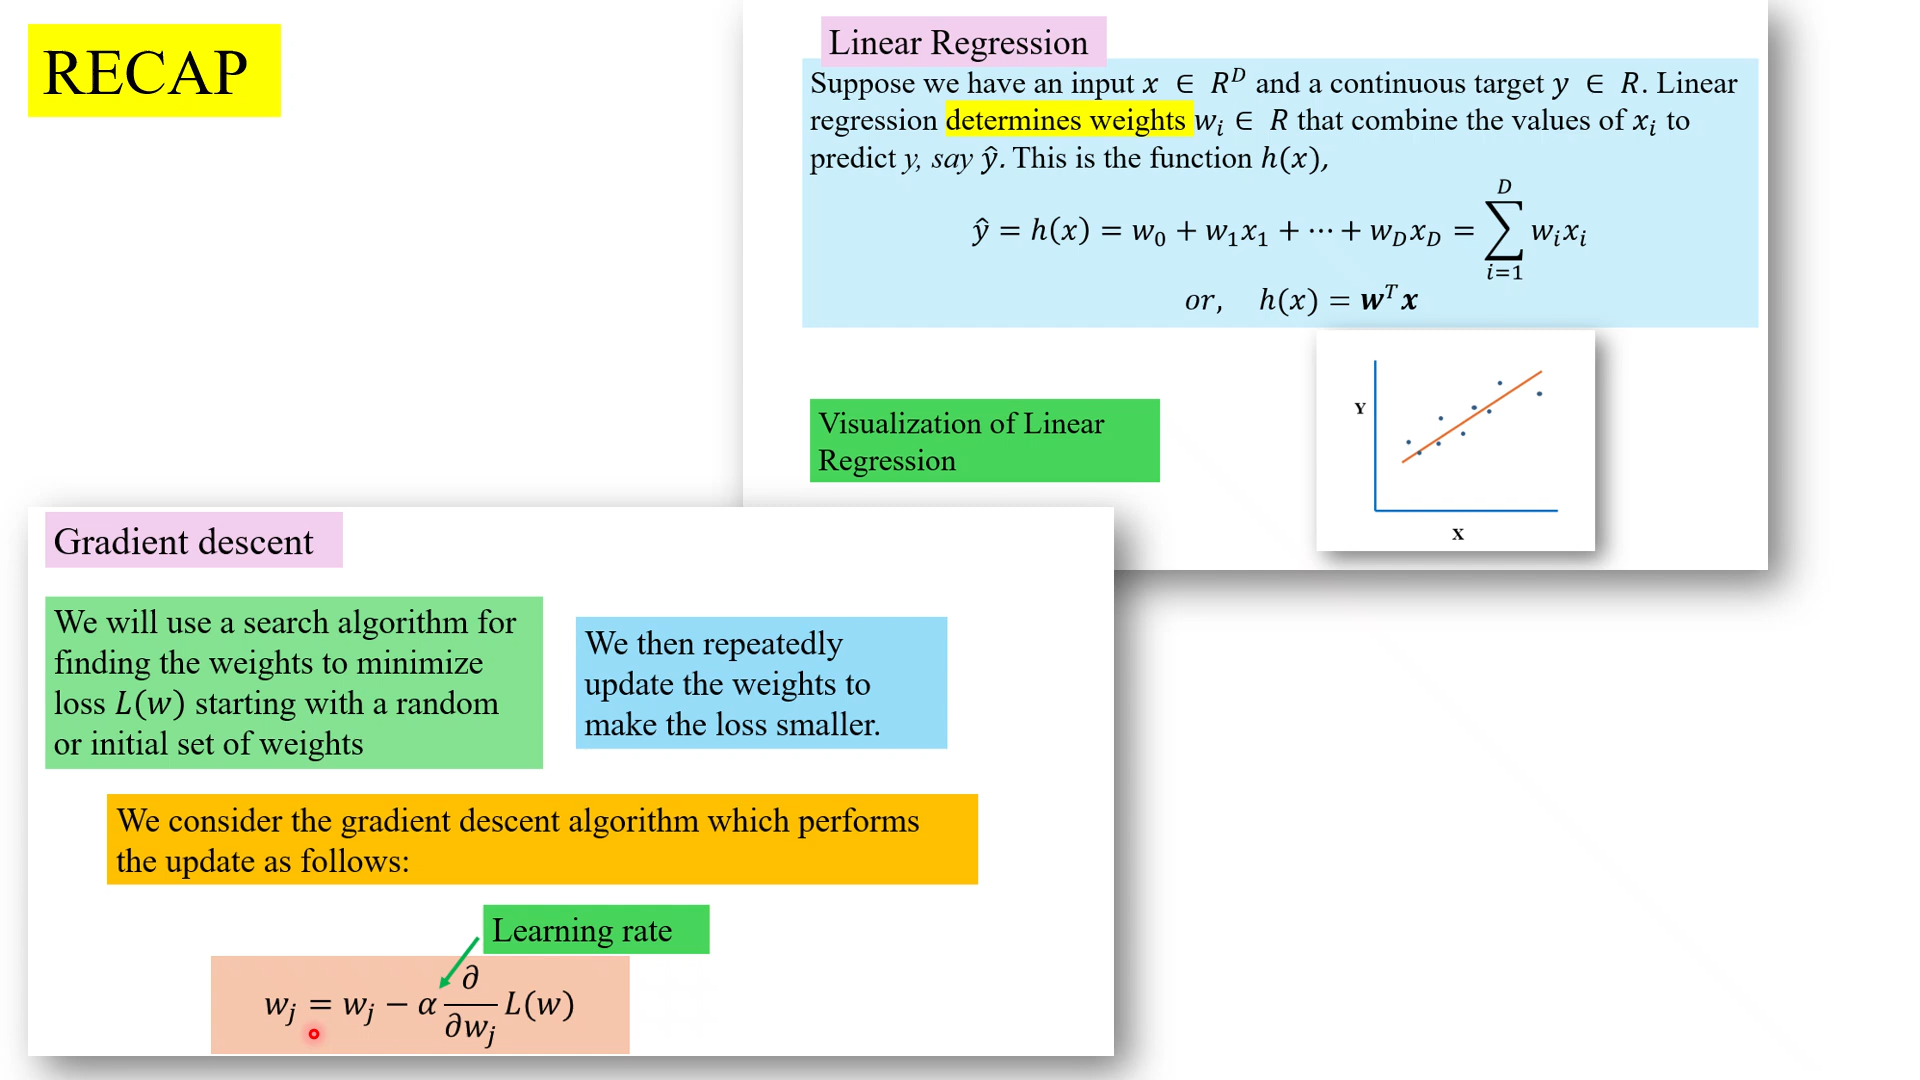 RECAP
Linear Regression
Suppose we have an input x ∈ R^D and a continuous target y ∈ R. Linear
regression determines weights w_i ∈ R that combine the values of x_i to
predict y, say ŷ. This is the function h(x),
ŷ = h(x) = w_0 + w_1x_1 + ⋯ + w_Dx_D = ∑_{i=1}^{D} w_ix_i
or, h(x) = w^T x
Visualization of Linear
Regression
Y
X
Gradient descent
We will use a search algorithm for
finding the weights to minimize
loss L(w) starting with a random
or initial set of weights
We then repeatedly
update the weights to
make the loss smaller.
We consider the gradient descent algorithm which performs
the update as follows:
Learning rate
w_j = w_j − α ∂/∂w_j L(w)